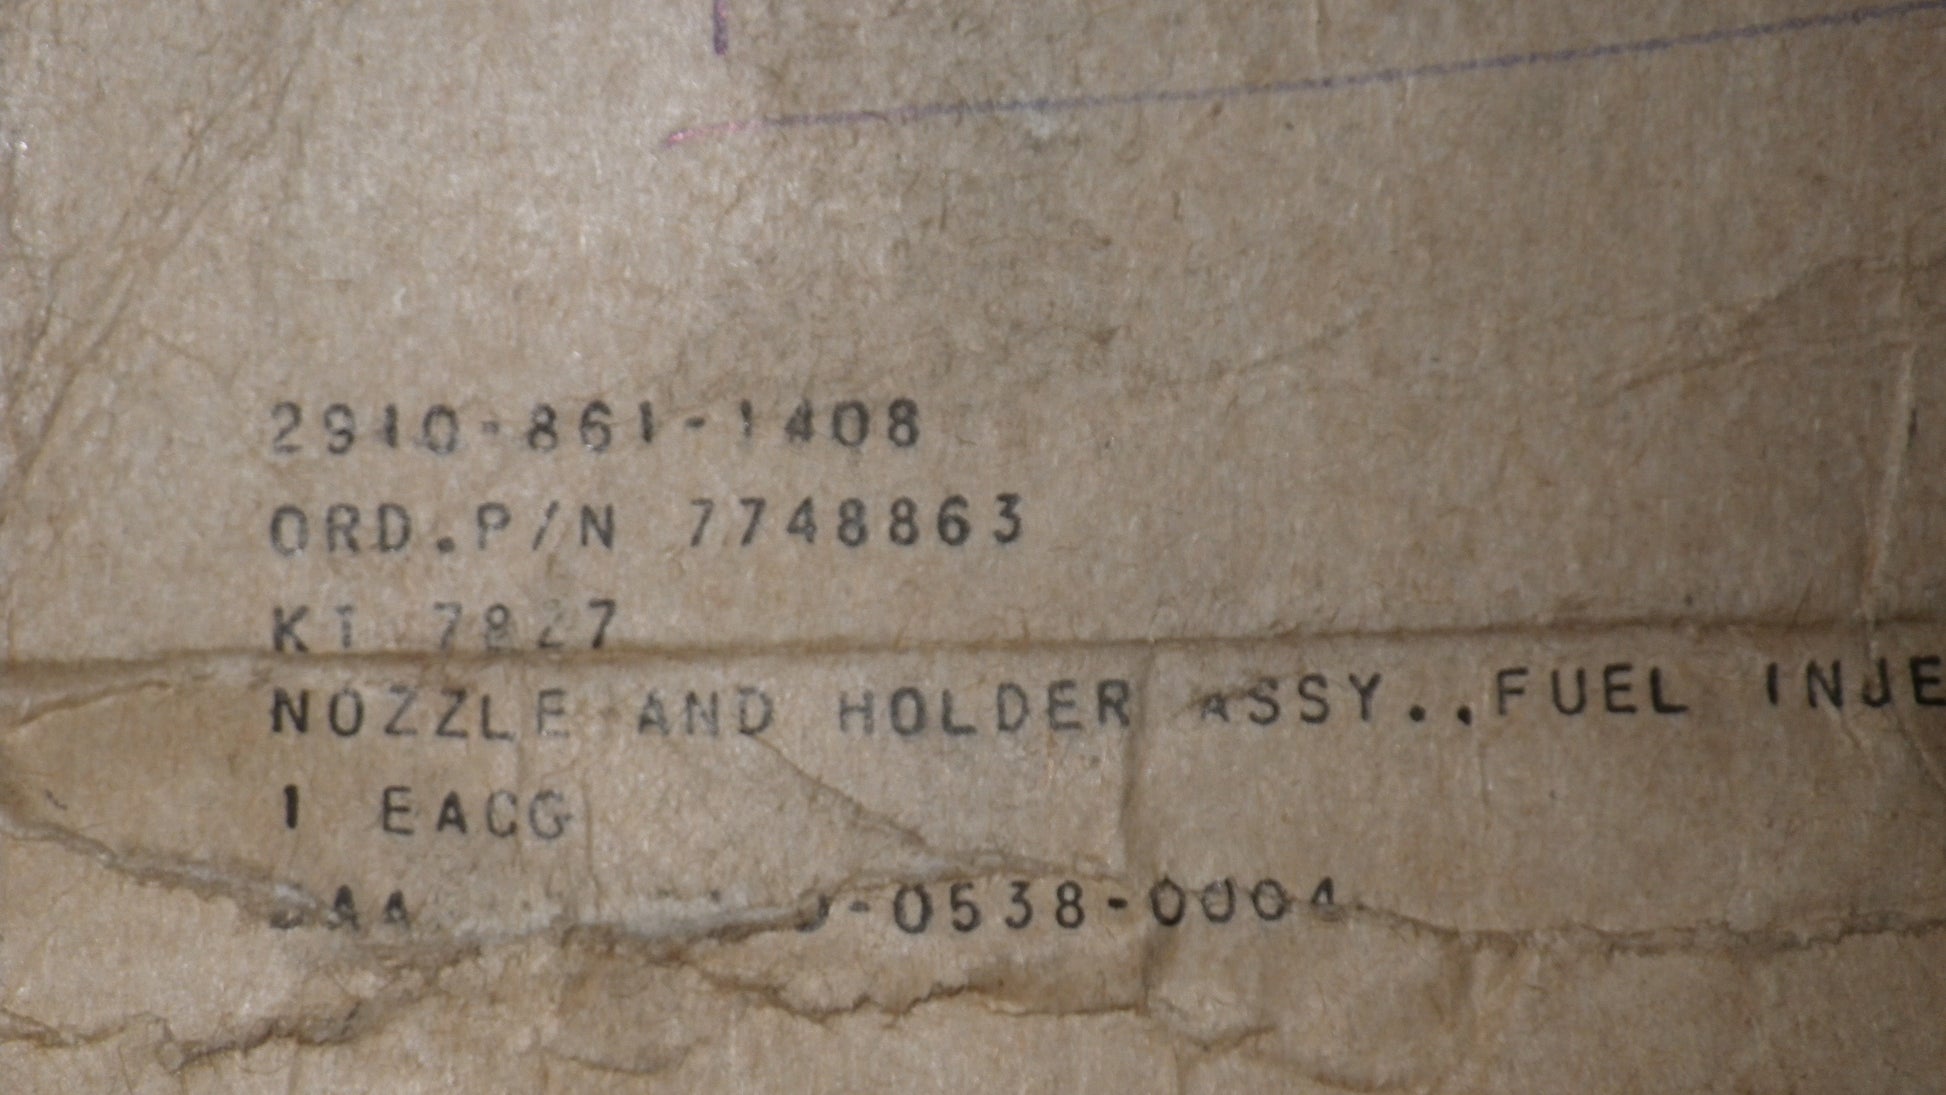 2910-861-1408
ORD.P/N 7748863
KT 7827
NOZZLE AND HOLDER ASSY..FUEL INJE
1 EACG
-0538-0004